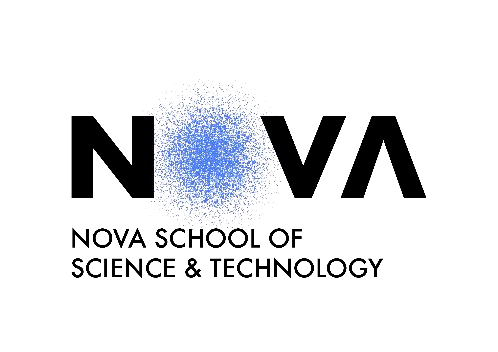 NOVA
NOVA SCHOOL OF
SCIENCE & TECHNOLOGY